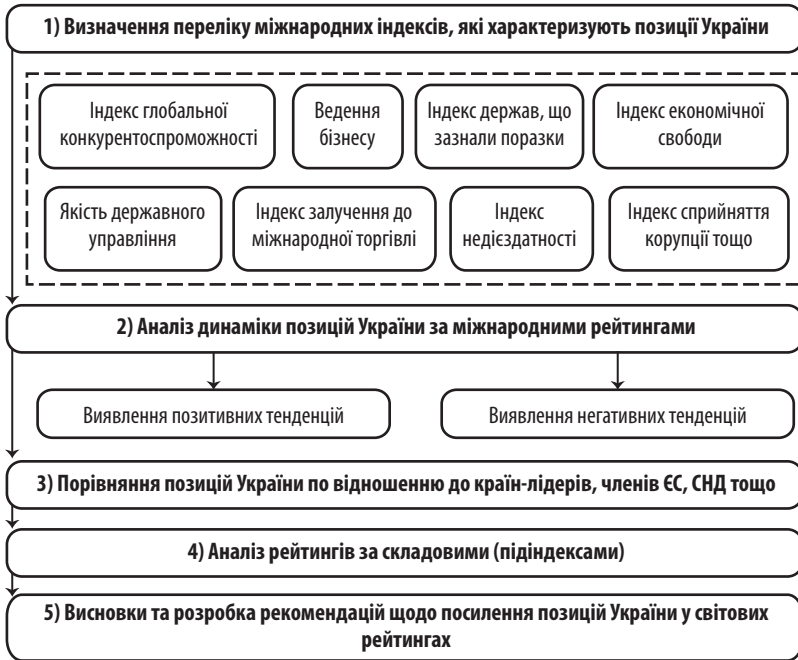 1) Визначення переліку міжнародних індексів, які характеризують позиції України
Індекс глобальної
конкурентоспроможності
Ведення
бізнесу
Індекс держав, що
зазнали поразки
Індекс економічної
свободи
Якість державного
управління
Індекс залучення до
міжнародної торгівлі
Індекс
недієздатності
Індекс сприйняття
корупції тощо
2) Аналіз динаміки позицій України за міжнародними рейтингами
Виявлення позитивних тенденцій
Виявлення негативних тенденцій
3) Порівняння позицій України по відношенню до країн-лідерів, членів ЄС, СНД тощо
4) Аналіз рейтингів за складовими (підіндексами)
5) Висновки та розробка рекомендацій щодо посилення позицій України у світових
рейтингах